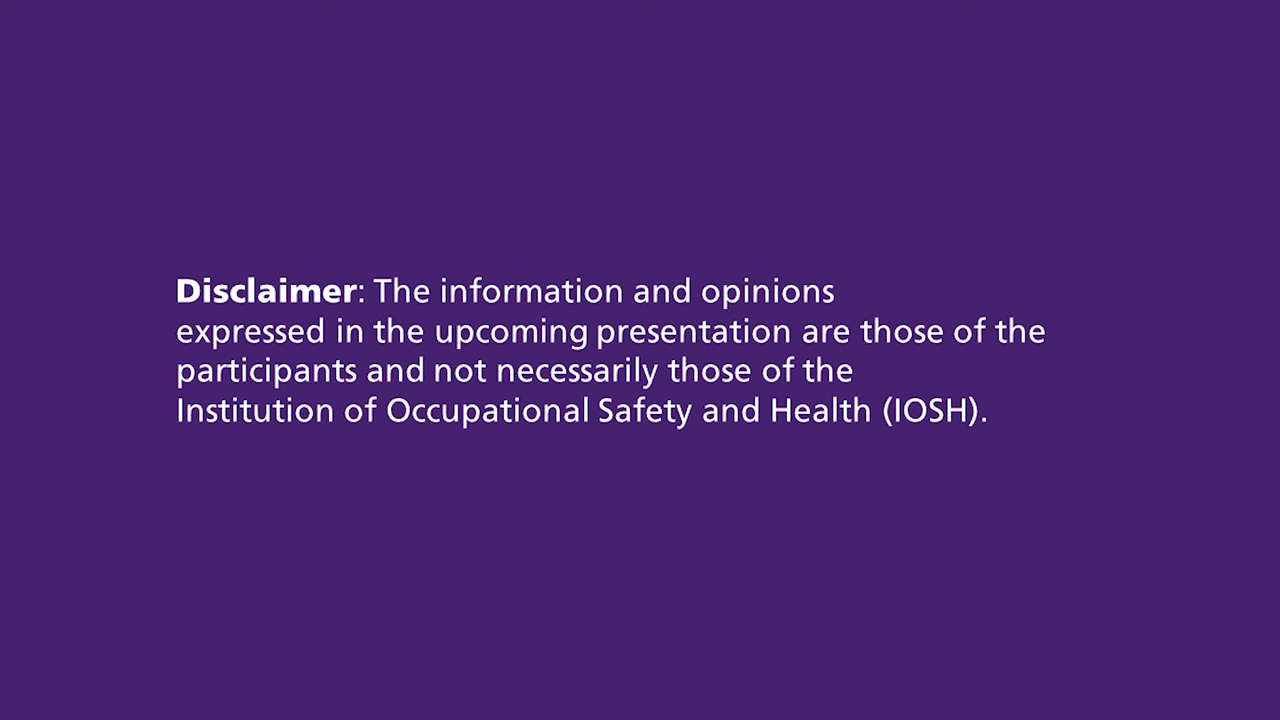 Disclaimer: The information and opinions
expressed in the upcoming presentation are those of the
participants and not necessarily those of the
Institution of Occupational Safety and Health (IOSH).